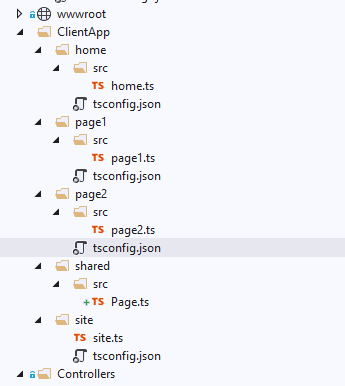 wwwroot
ClientApp
home
src
TS home.ts
tsconfig.json
page1
src
TS page1.ts
tsconfig.json
page2
src
TS page2.ts
tsconfig.json
shared
src
+ TS Page.ts
site
TS site.ts
tsconfig.json
Controllers